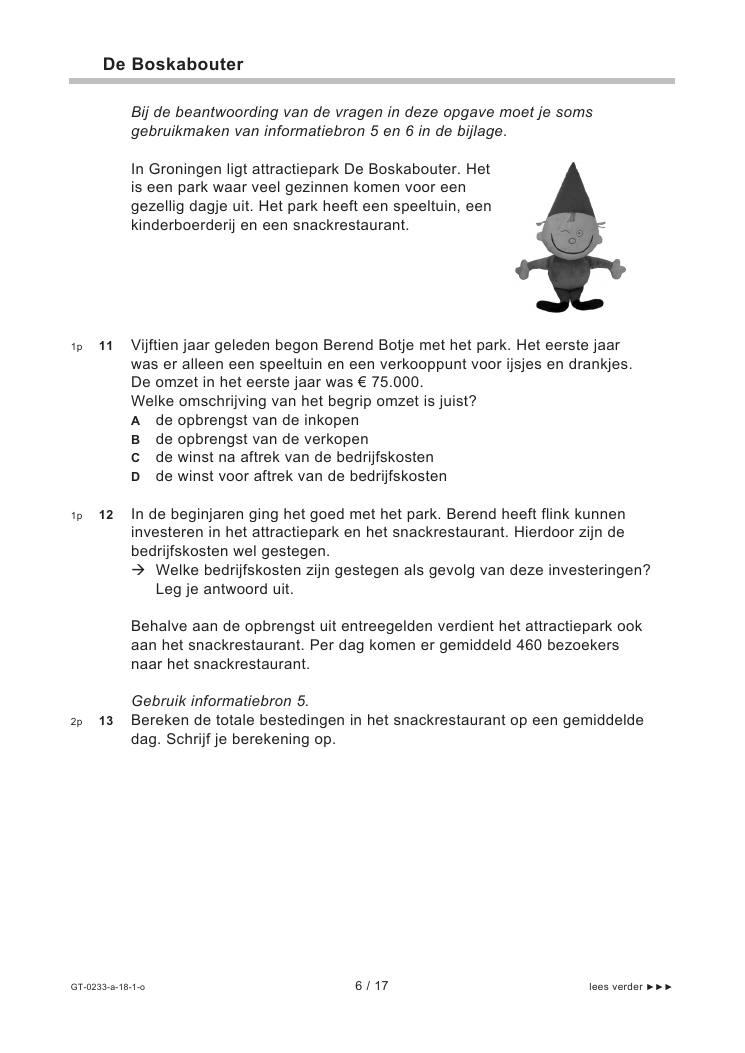 De Boskabouter
Bij de beantwoording van de vragen in deze opgave moet je soms
gebruikmaken van informatiebron 5 en 6 in de bijlage.
In Groningen ligt attractiepark De Boskabouter. Het
is een park waar veel gezinnen komen voor een
gezellig dagje uit. Het park heeft een speeltuin, een
kinderboerderij en een snackrestaurant.
1p 11 Vijftien jaar geleden begon Berend Botje met het park. Het eerste jaar
was er alleen een speeltuin en een verkooppunt voor ijsjes en drankjes.
De omzet in het eerste jaar was € 75.000.
Welke omschrijving van het begrip omzet is juist?
A de opbrengst van de inkopen
B de opbrengst van de verkopen
C de winst na aftrek van de bedrijfskosten
D de winst voor aftrek van de bedrijfskosten
1p 12 In de beginjaren ging het goed met het park. Berend heeft flink kunnen
investeren in het attractiepark en het snackrestaurant. Hierdoor zijn de
bedrijfskosten wel gestegen.
→ Welke bedrijfskosten zijn gestegen als gevolg van deze investeringen?
Leg je antwoord uit.
Behalve aan de opbrengst uit entreegelden verdient het attractiepark ook
aan het snackrestaurant. Per dag komen er gemiddeld 460 bezoekers
naar het snackrestaurant.
Gebruik informatiebron 5.
2p 13 Bereken de totale bestedingen in het snackrestaurant op een gemiddelde
dag. Schrijf je berekening op.
GT-0233-a-18-1-o 6 / 17 lees verder ►►►